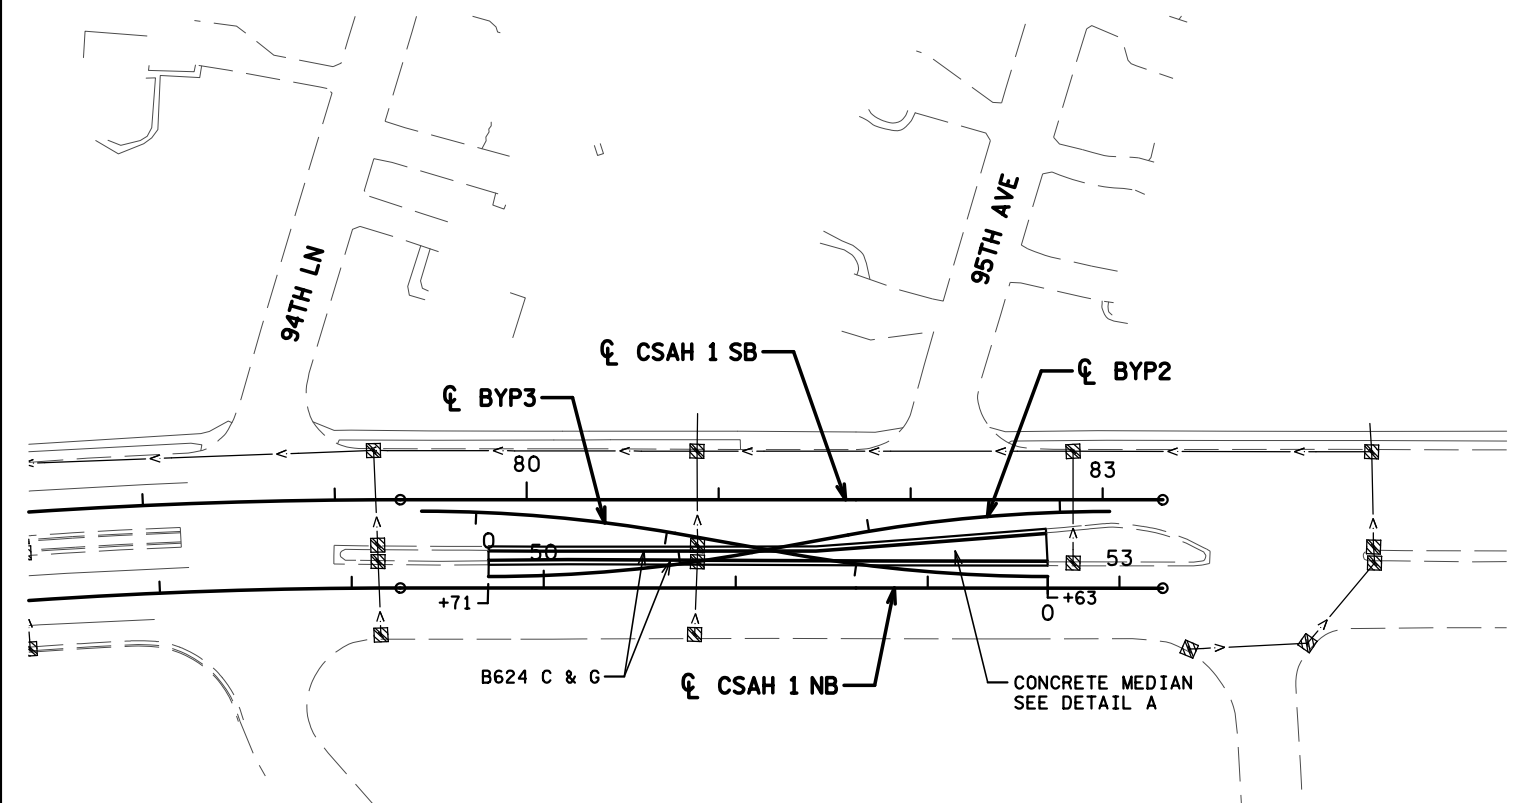 95TH AVE
94TH LN
℄ CSAH 1 SB
℄ BYP2
℄ BYP3
80
83
0
50
53
+71
+63
0
B624 C & G
℄ CSAH 1 NB
CONCRETE MEDIAN
SEE DETAIL A